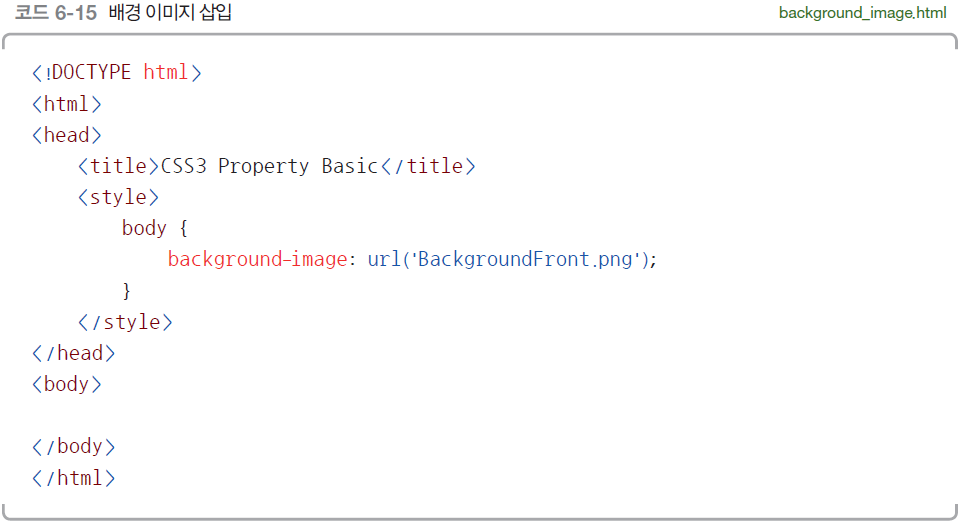 코드 6-15 배경 이미지 삽입 background_image.html
<!DOCTYPE html>
<html>
<head>
    <title>CSS3 Property Basic</title>
    <style>
        body {
            background-image: url('BackgroundFront.png');
        }
    </style>
</head>
<body>

</body>
</html>